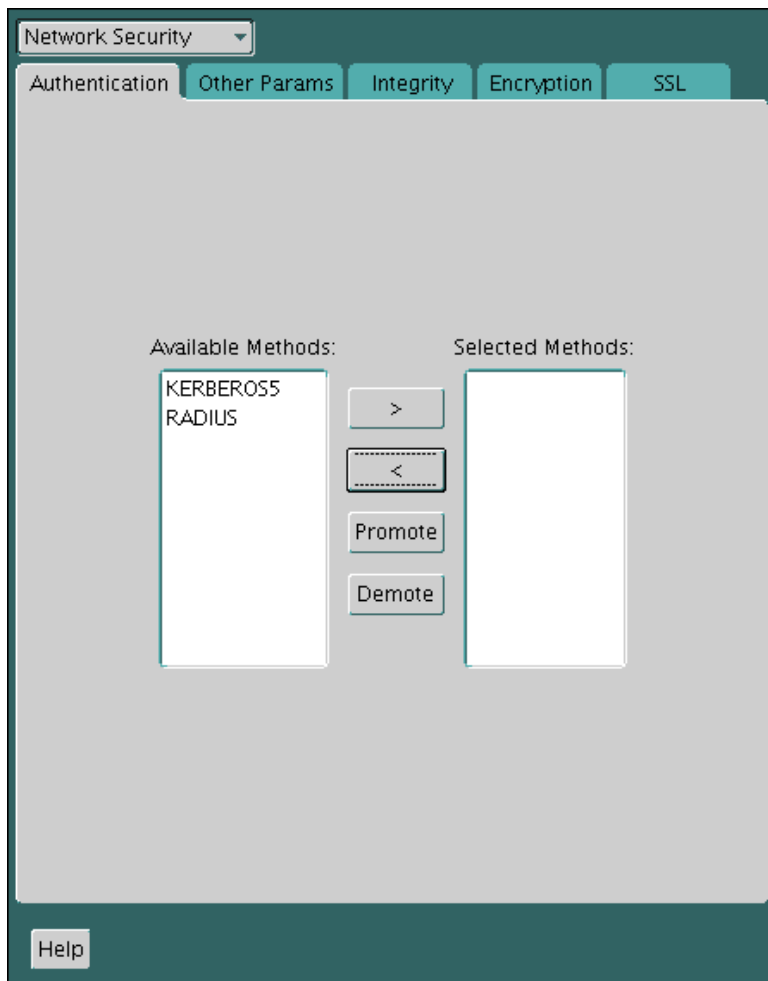 Network Security
Authentication Other Params Integrity Encryption SSL
Available Methods: Selected Methods:
KERBEROS5
RADIUS
>
<
Promote
Demote
Help